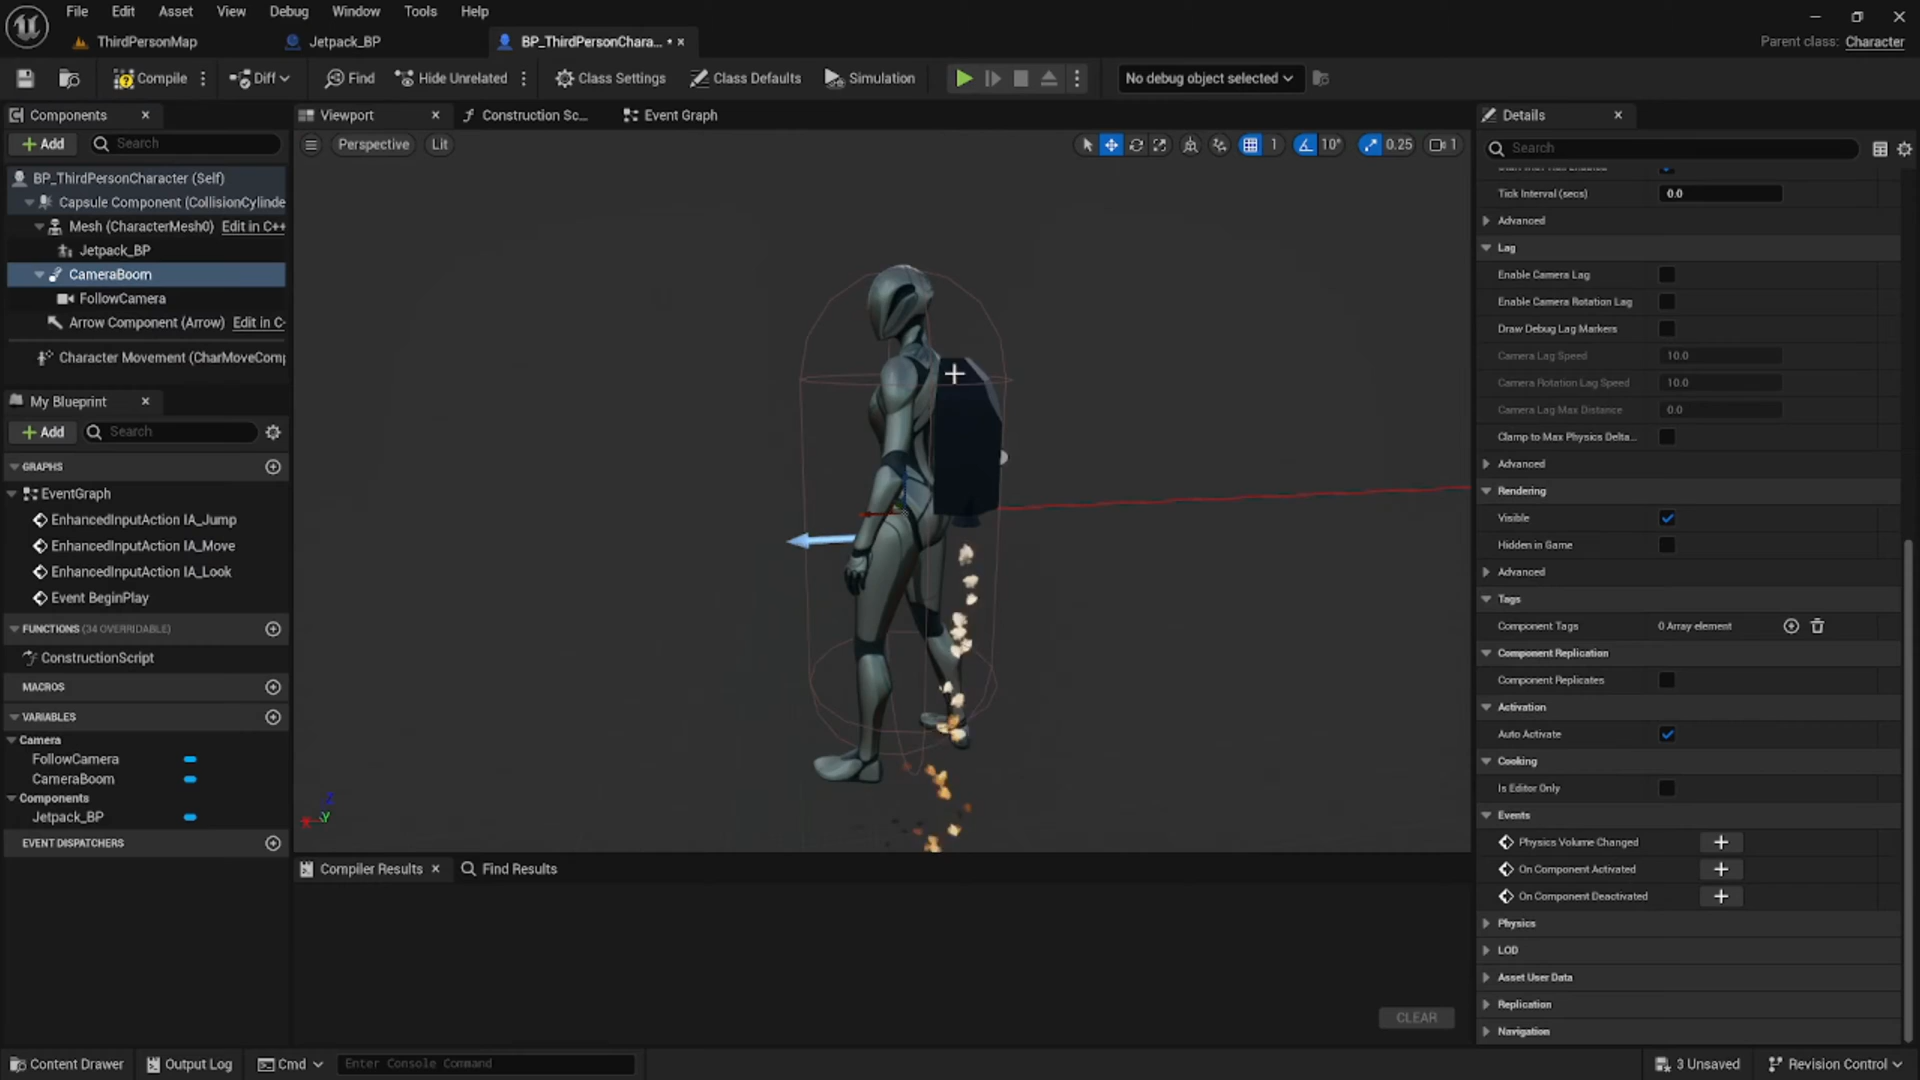 File Edit Asset View Debug Window Tools Help
ThirdPersonMap Jetpack_BP BP_ThirdPersonChara... •
Parent class: Character
Compile Diff Find Hide Unrelated Class Settings Class Defaults Simulation No debug object selected
Components
Add Search
BP_ThirdPersonCharacter (Self)
Capsule Component (CollisionCylinde
Mesh (CharacterMesh0) Edit in C++
Jetpack_BP
CameraBoom
FollowCamera
Arrow Component (Arrow) Edit in C
Character Movement (CharMoveComp
My Blueprint
Add Search
GRAPHS
EventGraph
EnhancedInputAction IA_Jump
EnhancedInputAction IA_Move
EnhancedInputAction IA_Look
Event BeginPlay
FUNCTIONS (34 OVERRIDABLE)
ConstructionScript
MACROS
VARIABLES
Camera
FollowCamera
CameraBoom
Components
Jetpack_BP
EVENT DISPATCHERS
Viewport Construction Sc... Event Graph
Perspective Lit 1 10° 0.25 1
Z
X Y
Compiler Results Find Results
CLEAR
Details
Search
Tick Interval (secs) 0.0
Advanced
Lag
Enable Camera Lag
Enable Camera Rotation Lag
Draw Debug Lag Markers
Camera Lag Speed 10.0
Camera Rotation Lag Speed 10.0
Camera Lag Max Distance 0.0
Clamp to Max Physics Delta...
Advanced
Rendering
Visible
Hidden in Game
Advanced
Tags
Component Tags 0 Array element
Component Replication
Component Replicates
Activation
Auto Activate
Cooking
Is Editor Only
Events
Physics Volume Changed
On Component Activated
On Component Deactivated
Physics
LOD
Asset User Data
Replication
Navigation
Content Drawer Output Log Cmd Enter Console Command 3 Unsaved Revision Control